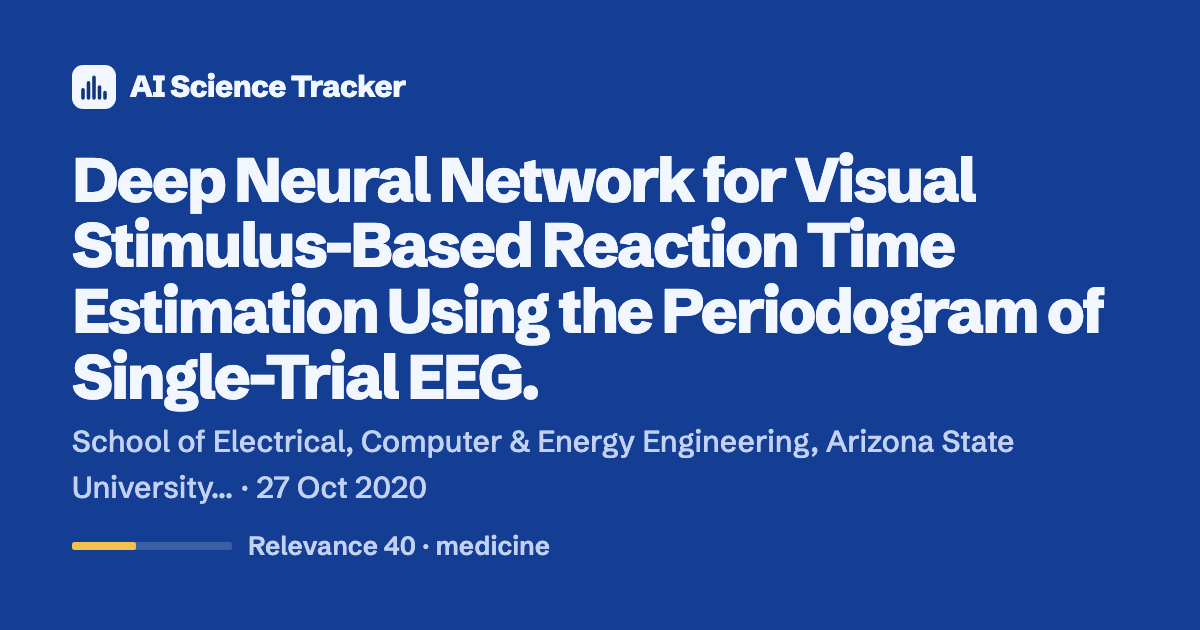 AI Science Tracker
Deep Neural Network for Visual
Stimulus-Based Reaction Time
Estimation Using the Periodogram of
Single-Trial EEG.
School of Electrical, Computer & Energy Engineering, Arizona State
University... · 27 Oct 2020
Relevance 40 · medicine